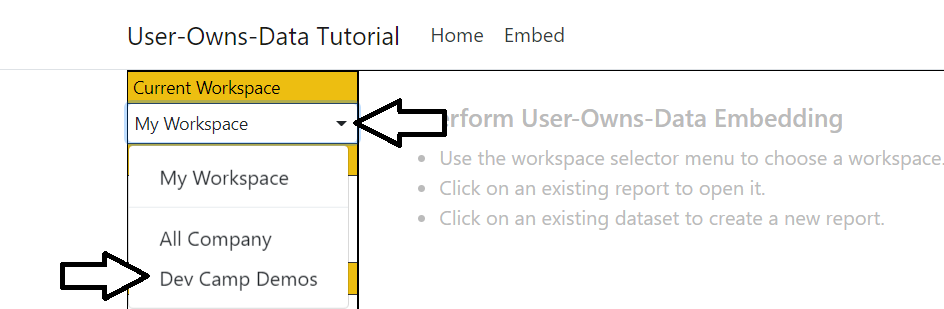 User-Owns-Data Tutorial Home Embed
Current Workspace
My Workspace
My Workspace
All Company
Dev Camp Demos
erform User-Owns-Data Embedding
• Use the workspace selector menu to choose a workspace.
• Click on an existing report to open it.
• Click on an existing dataset to create a new report.